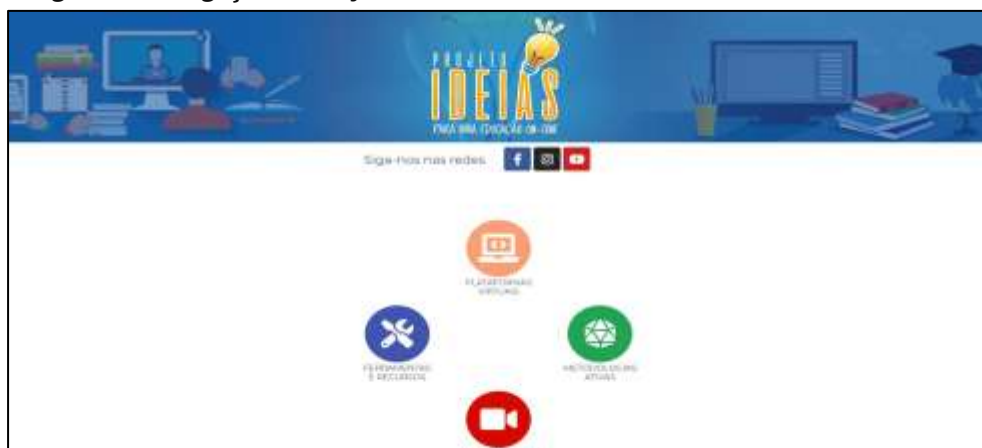 PROJETO
IDEIAS
PARA UMA EDUCAÇÃO ON-LINE
Siga-nos nas redes
PLATAFORMAS
VIRTUAIS
FERRAMENTAS
E RECURSOS
METODOLOGIAS
ATIVAS